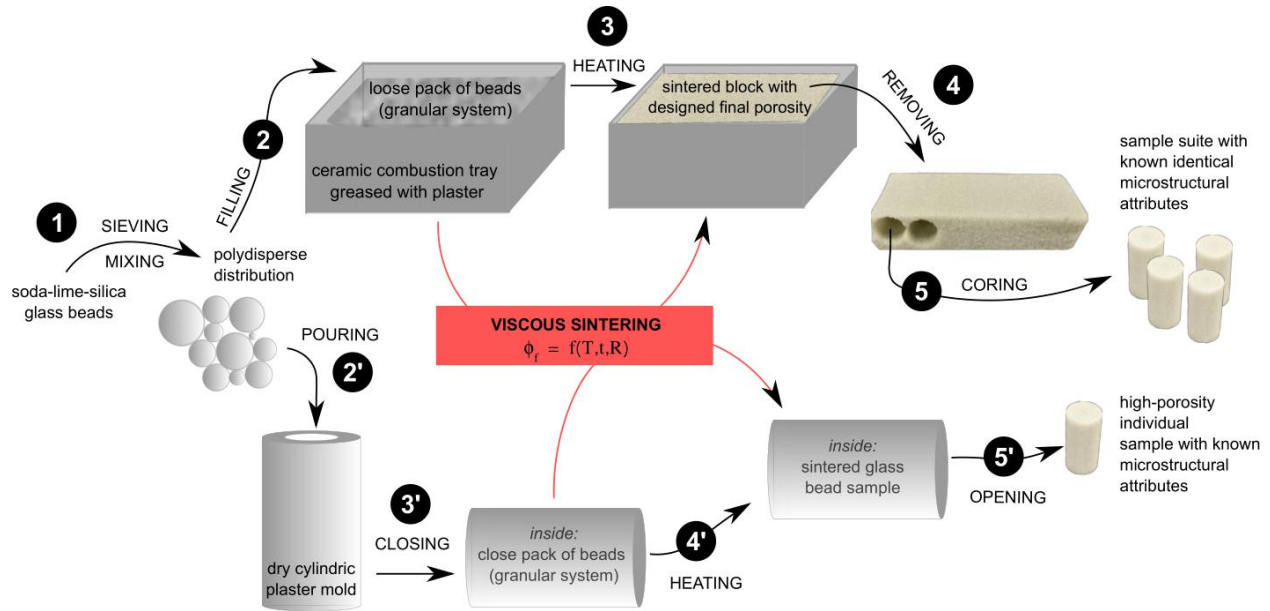 1
SIEVING
MIXING
soda-lime-silica
glass beads
polydisperse
distribution
2
FILLING
loose pack of beads
(granular system)
ceramic combustion tray
greased with plaster
3
HEATING
sintered block with
designed final porosity
4
REMOVING
5
CORING
sample suite with
known identical
microstructural
attributes
VISCOUS SINTERING
ϕf = f(T,t,R)
POURING
2'
dry cylindric
plaster mold
3'
CLOSING
inside:
close pack of beads
(granular system)
4'
HEATING
inside:
sintered glass
bead sample
5'
OPENING
high-porosity
individual
sample with known
microstructural
attributes